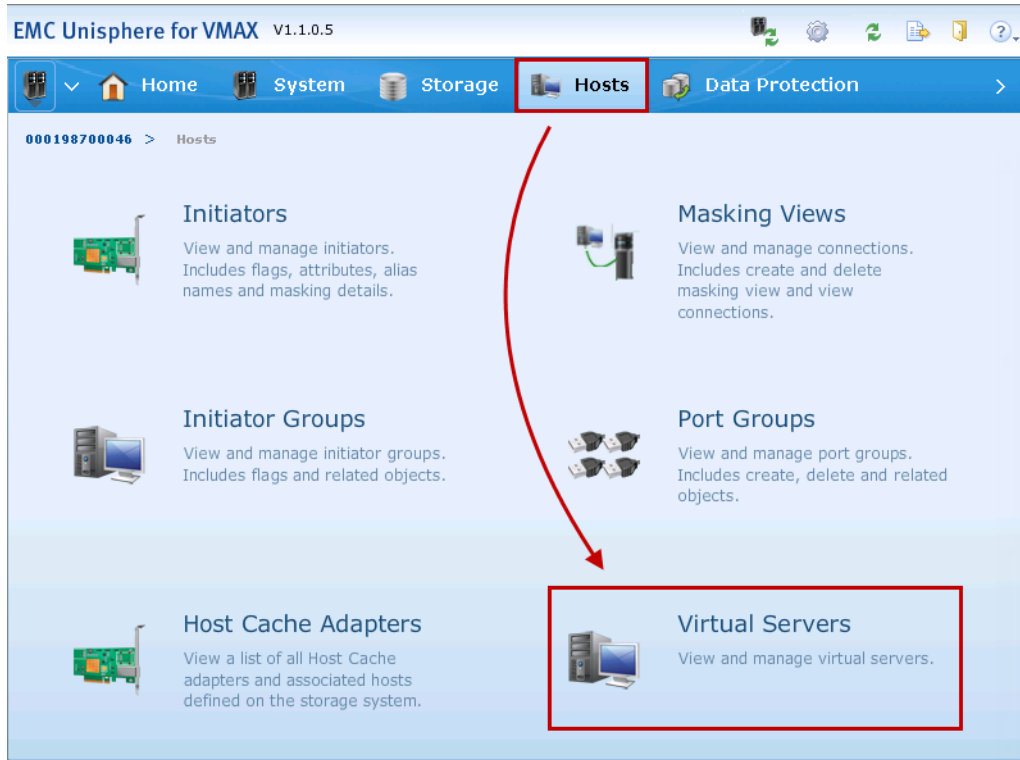 EMC Unisphere for VMAX V1.1.0.5
Home System Storage Hosts Data Protection >
000198700046 > Hosts
Initiators
View and manage initiators.
Includes flags, attributes, alias
names and masking details.
Masking Views
View and manage connections.
Includes create and delete
masking view and view
connections.
Initiator Groups
View and manage initiator groups.
Includes flags and related objects.
Port Groups
View and manage port groups.
Includes create, delete and related
objects.
Host Cache Adapters
View a list of all Host Cache
adapters and associated hosts
defined on the storage system.
Virtual Servers
View and manage virtual servers.